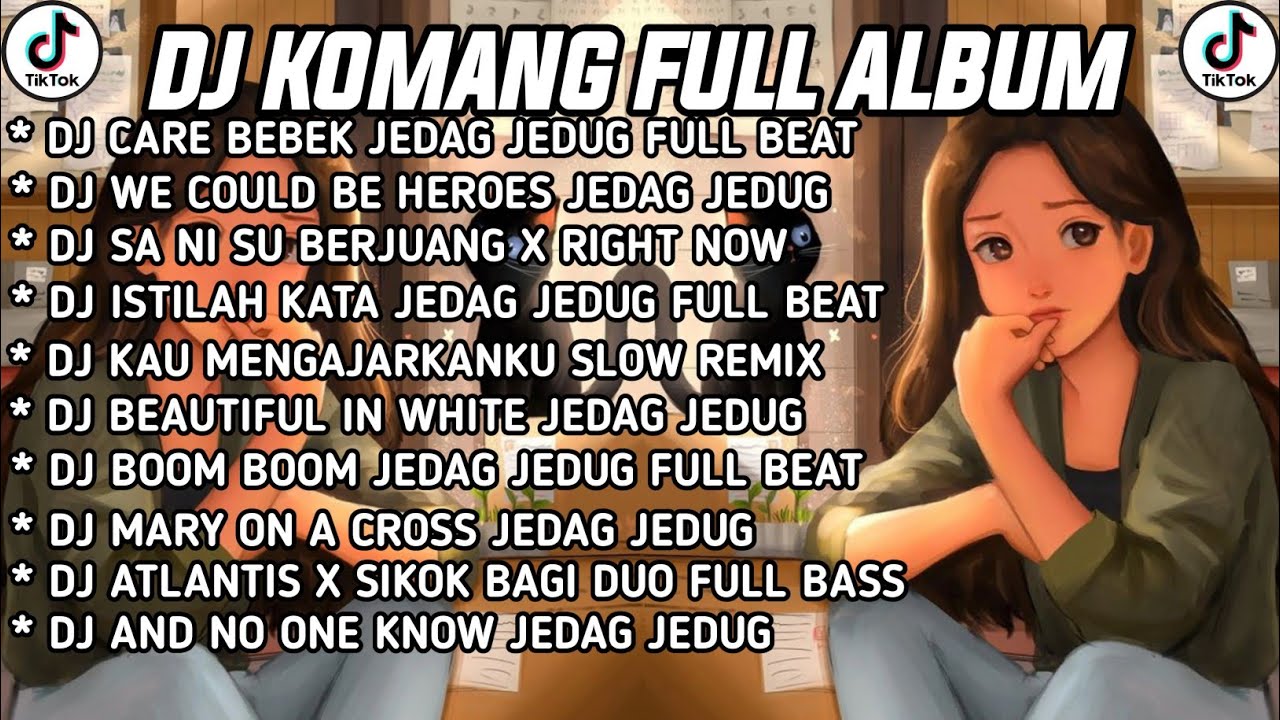 TikTok
DJ KOMANG FULL ALBUM
TikTok
* DJ CARE BEBEK JEDAG JEDUG FULL BEAT
* DJ WE COULD BE HEROES JEDAG JEDUG
* DJ SA NI SU BERJUANG X RIGHT NOW
* DJ ISTILAH KATA JEDAG JEDUG FULL BEAT
* DJ KAU MENGAJARKANKU SLOW REMIX
* DJ BEAUTIFUL IN WHITE JEDAG JEDUG
* DJ BOOM BOOM JEDAG JEDUG FULL BEAT
* DJ MARY ON A CROSS JEDAG JEDUG
* DJ ATLANTIS X SIKOK BAGI DUO FULL BASS
* DJ AND NO ONE KNOW JEDAG JEDUG